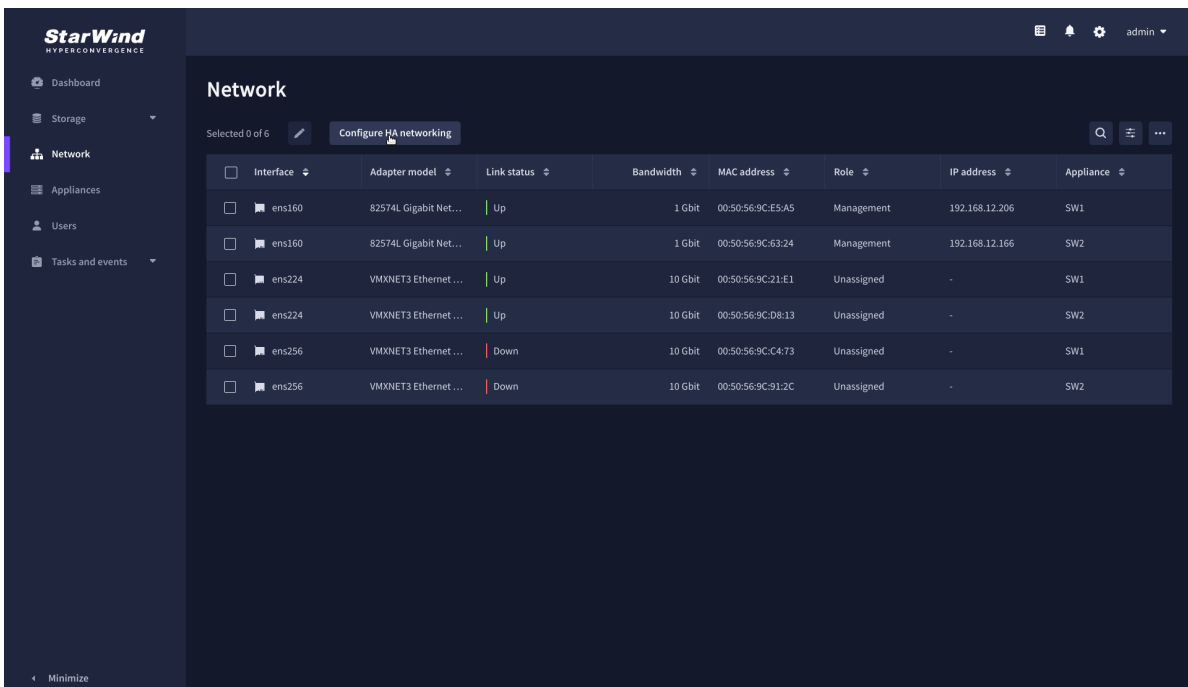 StarWind
HYPERCONVERGENCE
admin
Dashboard
Storage
Network
Appliances
Users
Tasks and events
Minimize
Network
Selected 0 of 6 Configure HA networking
Interface Adapter model Link status Bandwidth MAC address Role IP address Appliance
ens160 82574L Gigabit Net... Up 1 Gbit 00:50:56:9C:E5:A5 Management 192.168.12.206 SW1
ens160 82574L Gigabit Net... Up 1 Gbit 00:50:56:9C:63:24 Management 192.168.12.166 SW2
ens224 VMXNET3 Ethernet ... Up 10 Gbit 00:50:56:9C:21:E1 Unassigned - SW1
ens224 VMXNET3 Ethernet ... Up 10 Gbit 00:50:56:9C:D8:13 Unassigned - SW2
ens256 VMXNET3 Ethernet ... Down 10 Gbit 00:50:56:9C:C4:73 Unassigned - SW1
ens256 VMXNET3 Ethernet ... Down 10 Gbit 00:50:56:9C:91:2C Unassigned - SW2